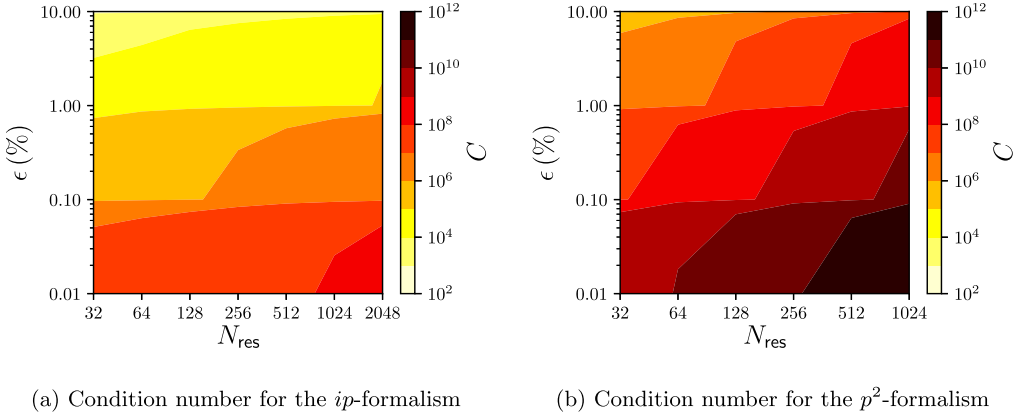 10.00
1.00
0.10
0.01
ϵ (%)
32 64 128 256 512 1024 2048
N_res
10^12
10^10
10^8
10^6
10^4
10^2
C
10.00
1.00
0.10
0.01
ϵ (%)
32 64 128 256 512 1024
N_res
10^12
10^10
10^8
10^6
10^4
10^2
C
(a) Condition number for the ip-formalism
(b) Condition number for the p²-formalism